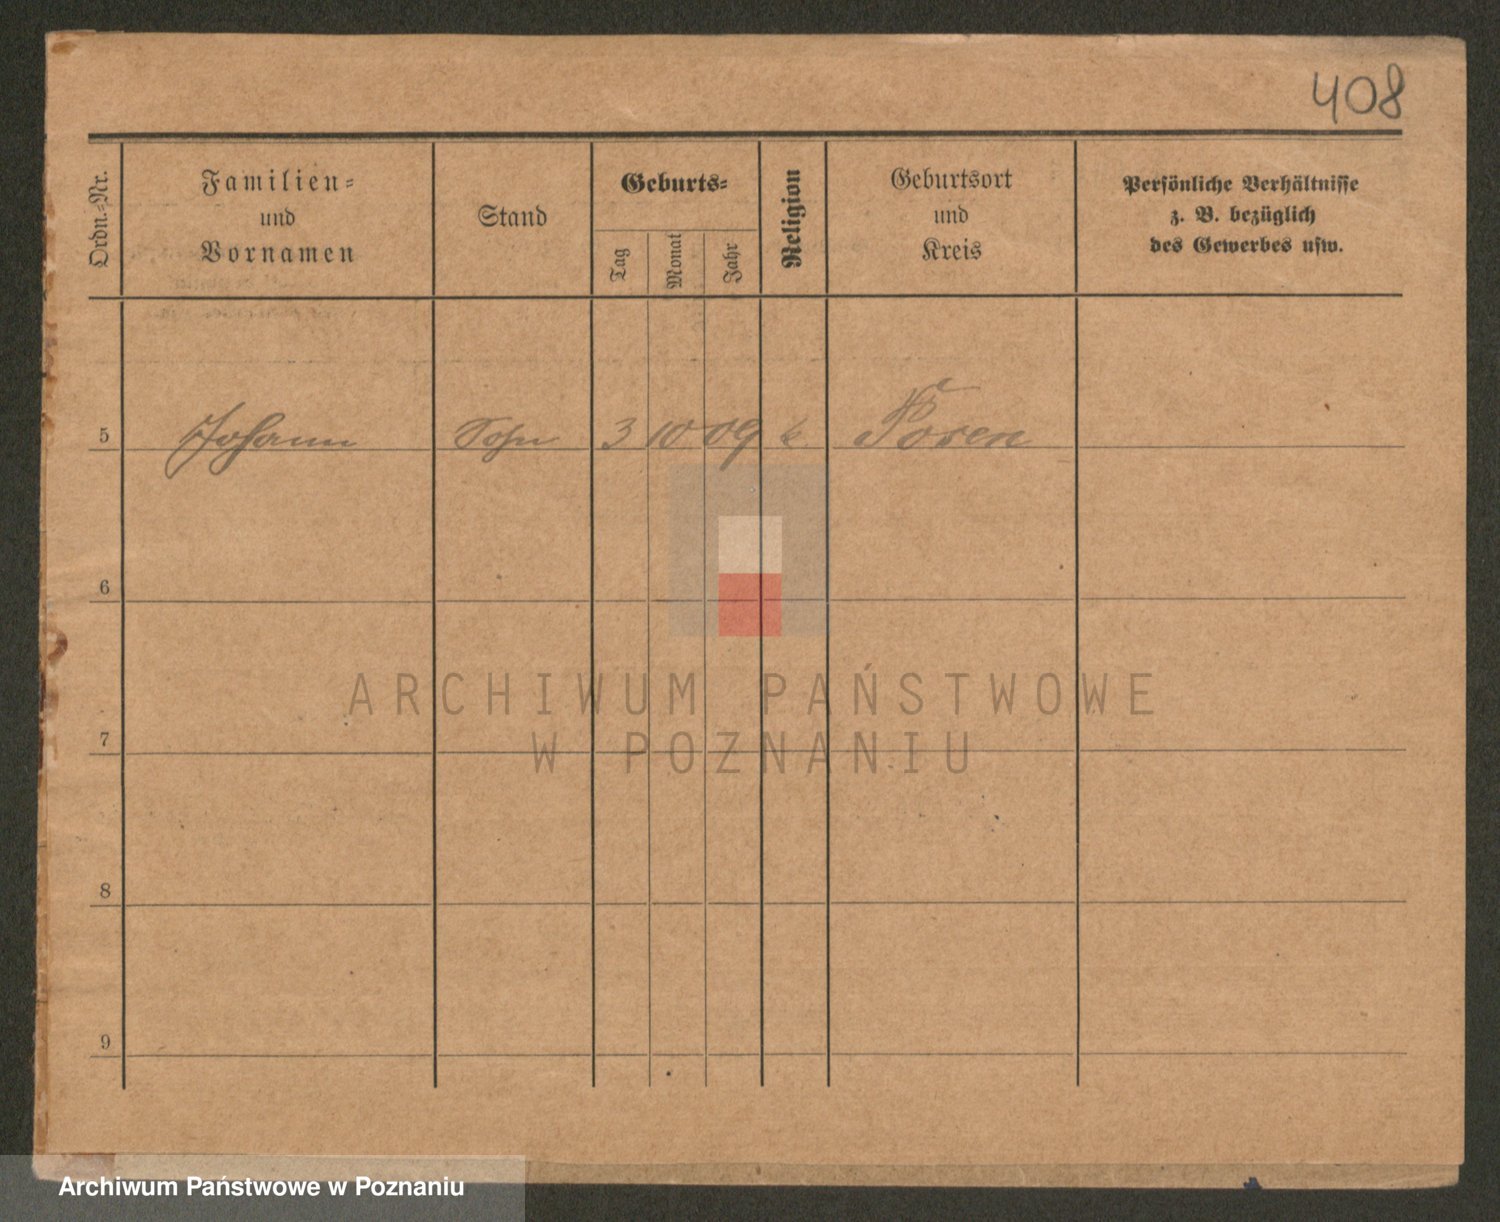 408
Ordn.-Nr.
Familien-
und
Vornamen
Stand
Geburts-
Tag
Monat
Jahr
Religion
Geburtsort
und
Kreis
Persönliche Verhältnisse
z. B. bezüglich
des Gewerbes usw.
5 Johann Sohn 3 10 09 k Posen
6
7
8
9
ARCHIWUM PAŃSTWOWE
W POZNANIU
Archiwum Państwowe w Poznaniu